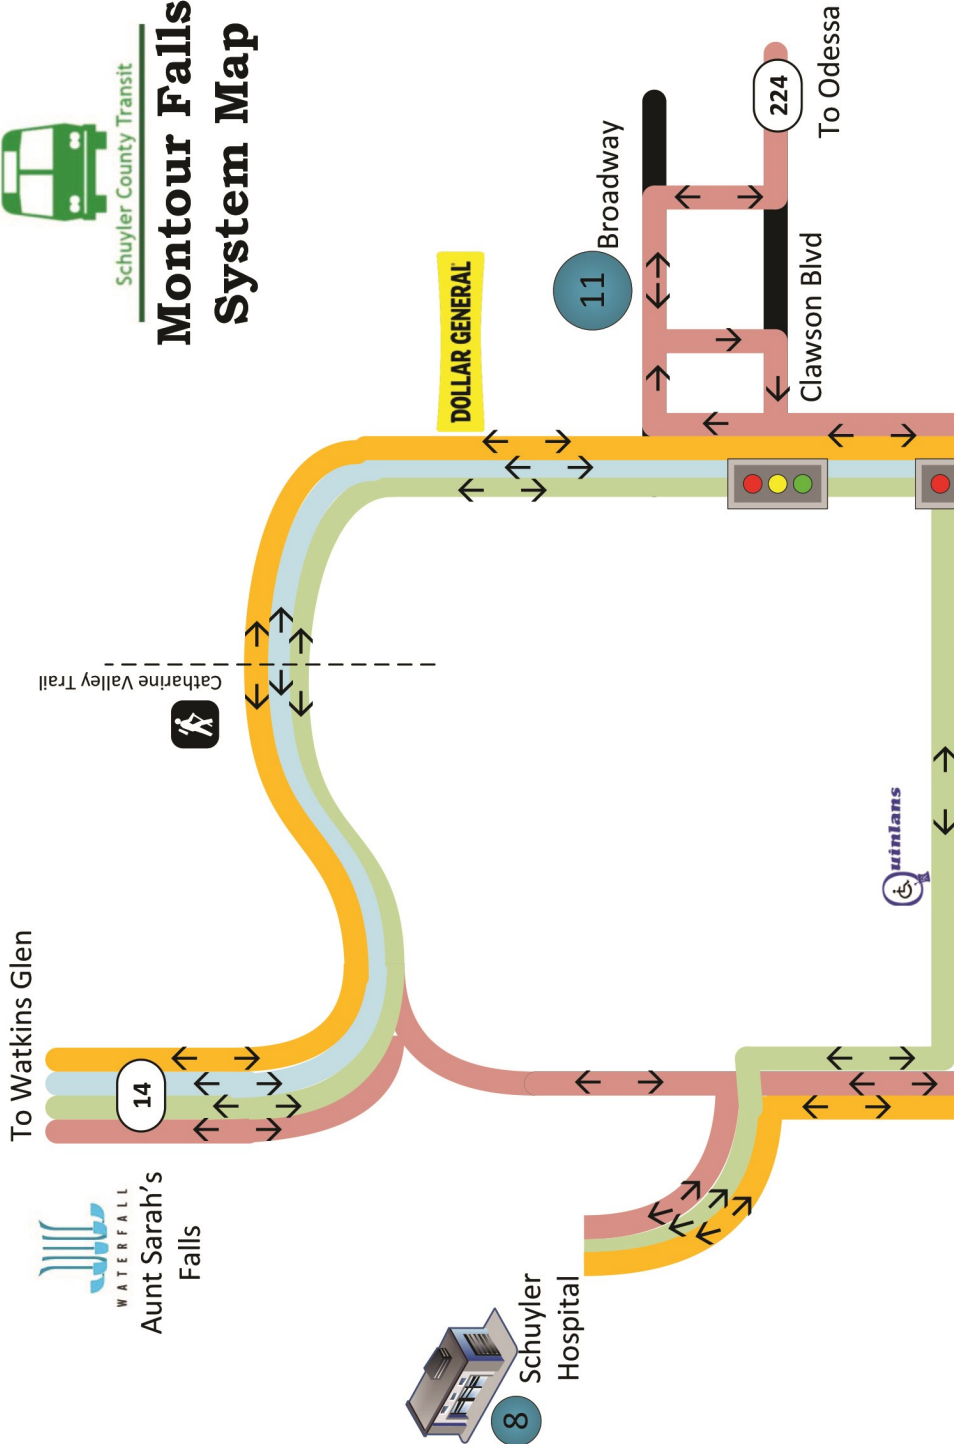 Schuyler County Transit
Montour Falls
System Map
To Watkins Glen
14
WATERFALL
Aunt Sarah's
Falls
Catharine Valley Trail
DOLLAR GENERAL
11
Broadway
224
To Odessa
Clawson Blvd
Quinlans
Schuyler
Hospital
8